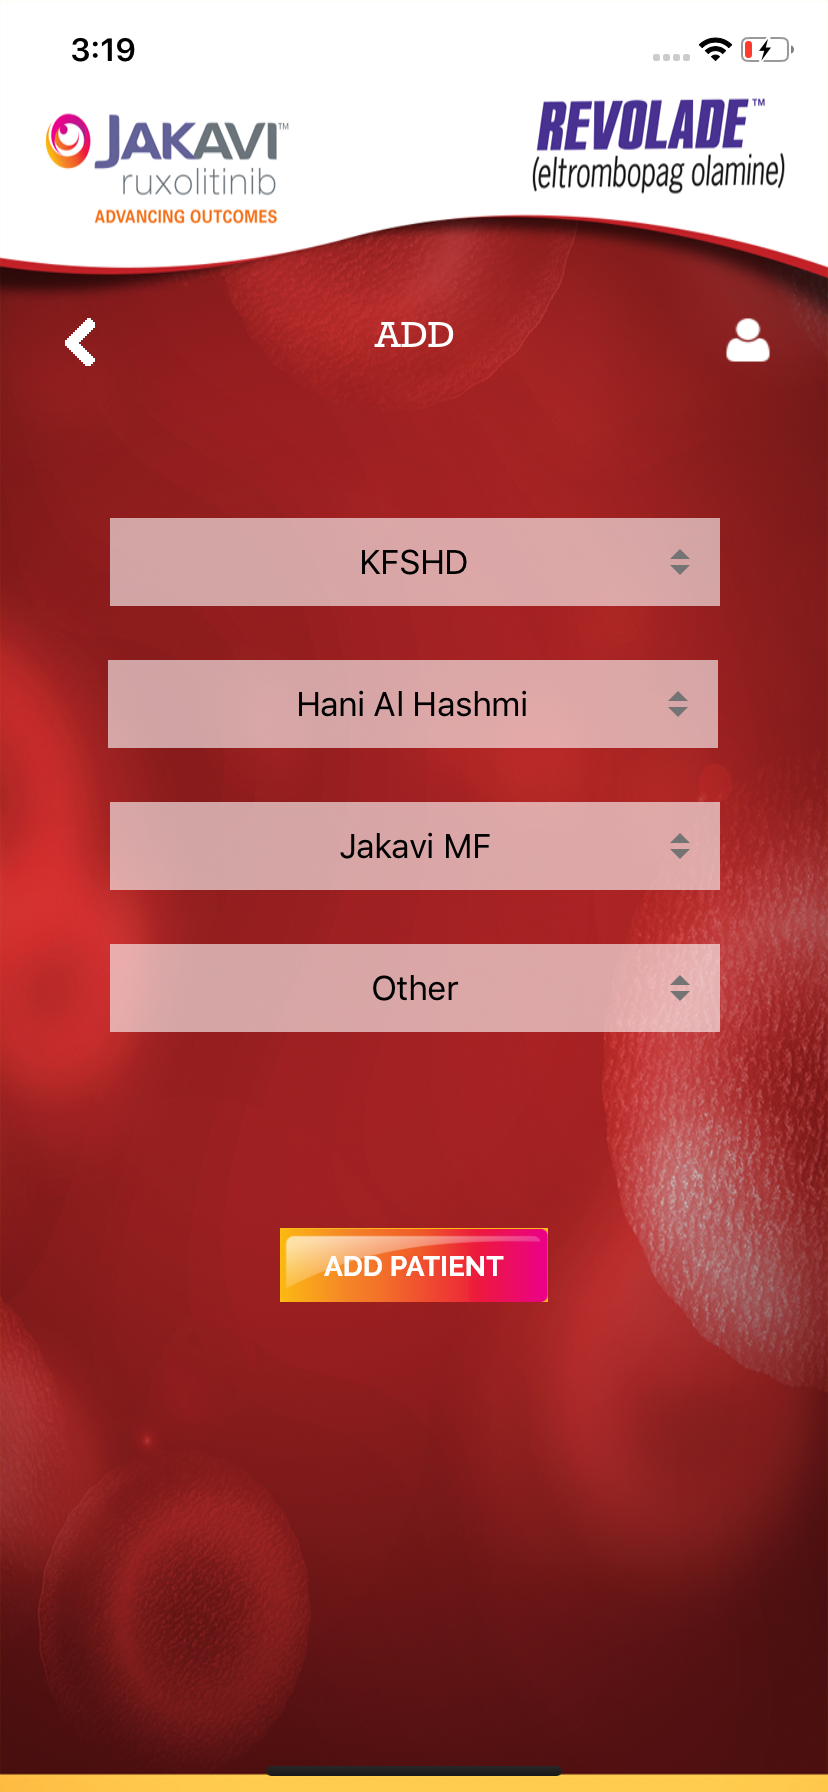 3:19
JAKAVI™
ruxolitinib
ADVANCING OUTCOMES
REVOLADE™
(eltrombopag olamine)
ADD
KFSHD
Hani Al Hashmi
Jakavi MF
Other
ADD PATIENT